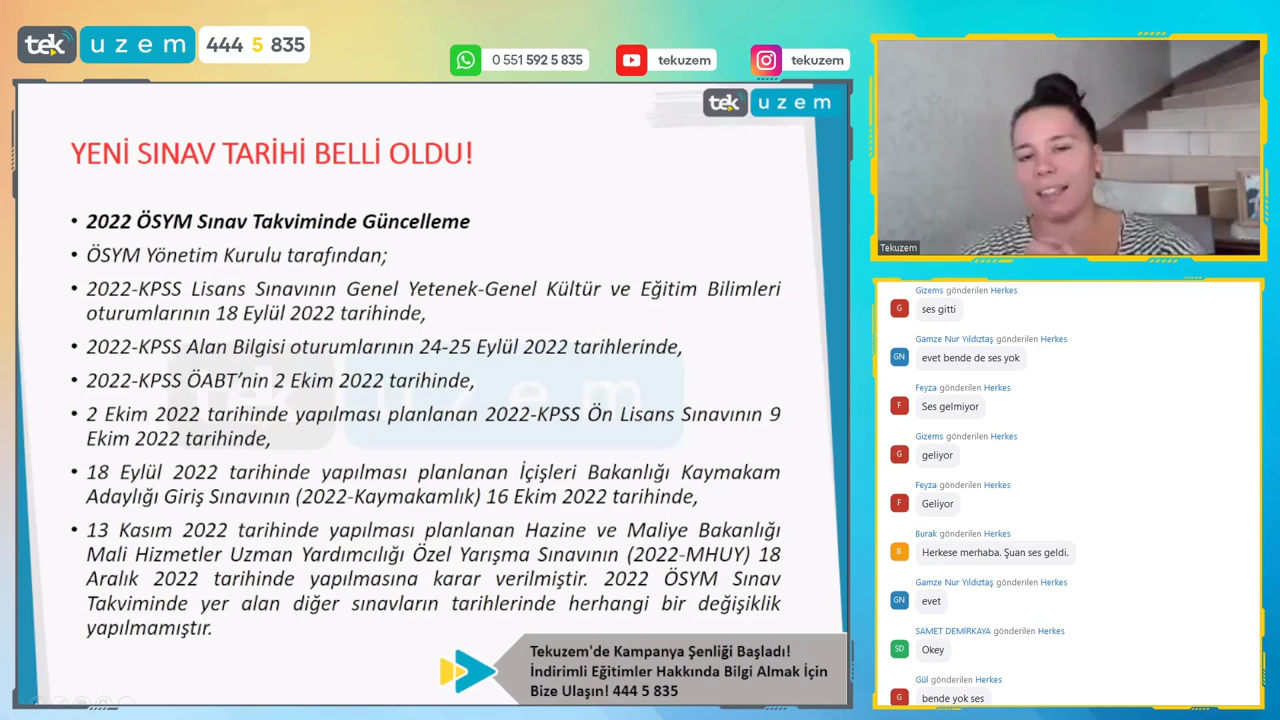 tek uzem 444 5 835
0 551 592 5 835
tekuzem
tekuzem
tek uzem
YENİ SINAV TARİHİ BELLİ OLDU!
• 2022 ÖSYM Sınav Takviminde Güncelleme
• ÖSYM Yönetim Kurulu tarafından;
• 2022-KPSS Lisans Sınavının Genel Yetenek-Genel Kültür ve Eğitim Bilimleri
oturumlarının 18 Eylül 2022 tarihinde,
• 2022-KPSS Alan Bilgisi oturumlarının 24-25 Eylül 2022 tarihlerinde,
• 2022-KPSS ÖABT’nin 2 Ekim 2022 tarihinde,
• 2 Ekim 2022 tarihinde yapılması planlanan 2022-KPSS Ön Lisans Sınavının 9
Ekim 2022 tarihinde,
• 18 Eylül 2022 tarihinde yapılması planlanan İçişleri Bakanlığı Kaymakam
Adaylığı Giriş Sınavının (2022-Kaymakamlık) 16 Ekim 2022 tarihinde,
• 13 Kasım 2022 tarihinde yapılması planlanan Hazine ve Maliye Bakanlığı
Mali Hizmetler Uzman Yardımcılığı Özel Yarışma Sınavının (2022-MHUY) 18
Aralık 2022 tarihinde yapılmasına karar verilmiştir. 2022 ÖSYM Sınav
Takviminde yer alan diğer sınavların tarihlerinde herhangi bir değişiklik
yapılmamıştır.
tek uzem
Tekuzem'de Kampanya Şenliği Başladı!
İndirimli Eğitimler Hakkında Bilgi Almak İçin
Bize Ulaşın! 444 5 835
Tekuzem
Gizems gönderilen Herkes
G ses gitti
Gamze Nur Yıldıztaş gönderilen Herkes
GN evet bende de ses yok
Feyza gönderilen Herkes
F Ses gelmiyor
Gizems gönderilen Herkes
G geliyor
Feyza gönderilen Herkes
F Geliyor
Burak gönderilen Herkes
B Herkese merhaba. Şuan ses geldi.
Gamze Nur Yıldıztaş gönderilen Herkes
GN evet
SAMET DEMİRKAYA gönderilen Herkes
SD Okey
Gül gönderilen Herkes
G bende yok ses